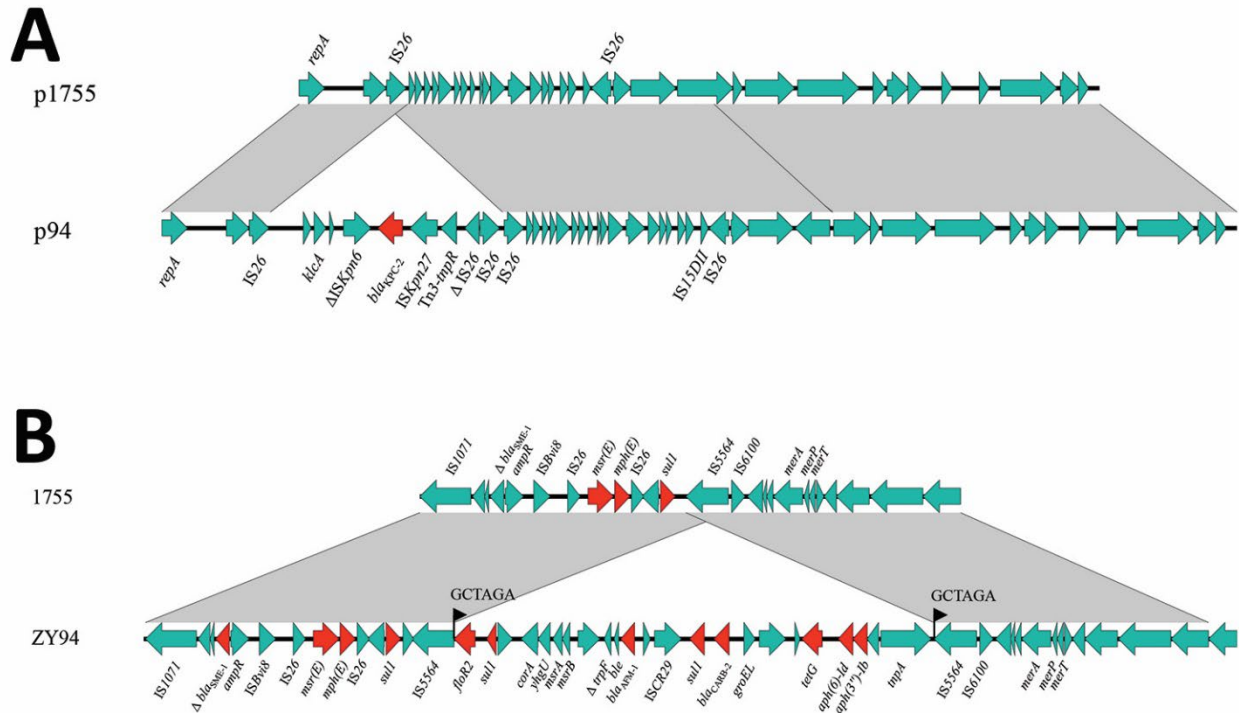 A
repA
IS26
IS26
p1755
p94
repA
IS26
klcA
ΔISKpn6
blaKPC-2
ISKpn27
Tn3-tnpR
Δ IS26
IS26
IS26
IS15DII
IS26
B
IS1071
Δ blaSME-1
ampR
ISBvi8
IS26
msr(E)
mph(E)
IS26
sul1
IS5564
IS6100
merA
merP
merT
1755
GCTAGA
GCTAGA
ZY94
IS1071
Δ blaSME-1
ampR
ISBvi8
IS26
msr(E)
mph(E)
IS26
sul1
IS5564
floR2
sul1
corA
yhgU
msrA
msrB
Δ trpF
ble
blaAFM-1
ISCR29
sul1
blaCARB-2
groEL
tetG
aph(6)-Id
aph(3")-Ib
tnpA
IS5564
IS6100
merA
merP
merT